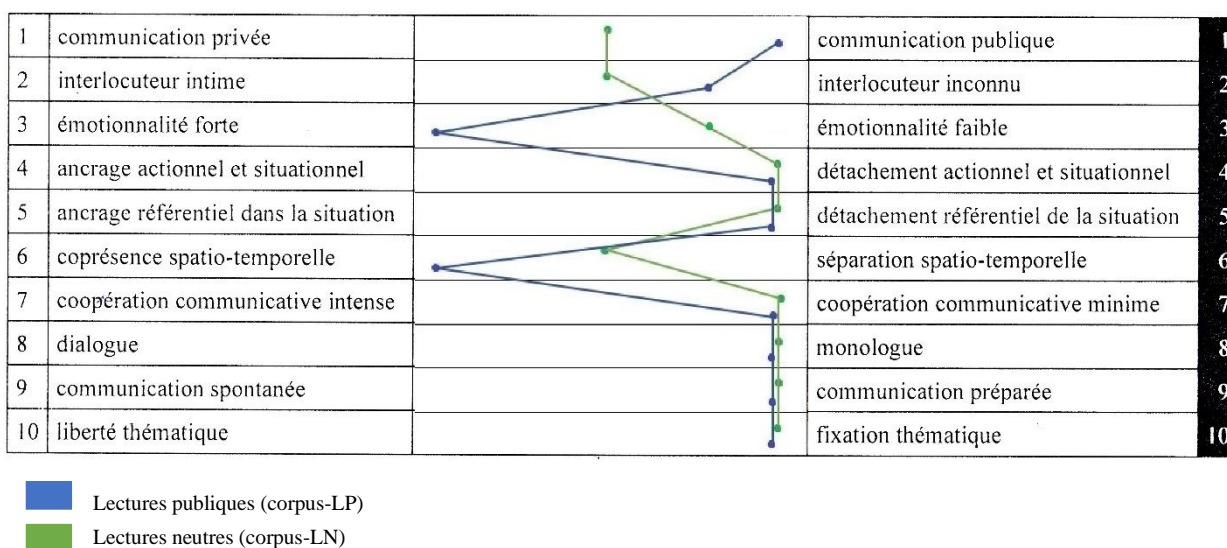 1 communication privée communication publique 1
2 interlocuteur intime interlocuteur inconnu 2
3 émotionnalité forte émotionnalité faible 3
4 ancrage actionnel et situationnel détachement actionnel et situationnel 4
5 ancrage référentiel dans la situation détachement référentiel de la situation 5
6 coprésence spatio-temporelle séparation spatio-temporelle 6
7 coopération communicative intense coopération communicative minime 7
8 dialogue monologue 8
9 communication spontanée communication préparée 9
10 liberté thématique fixation thématique 10
Lectures publiques (corpus-LP)
Lectures neutres (corpus-LN)